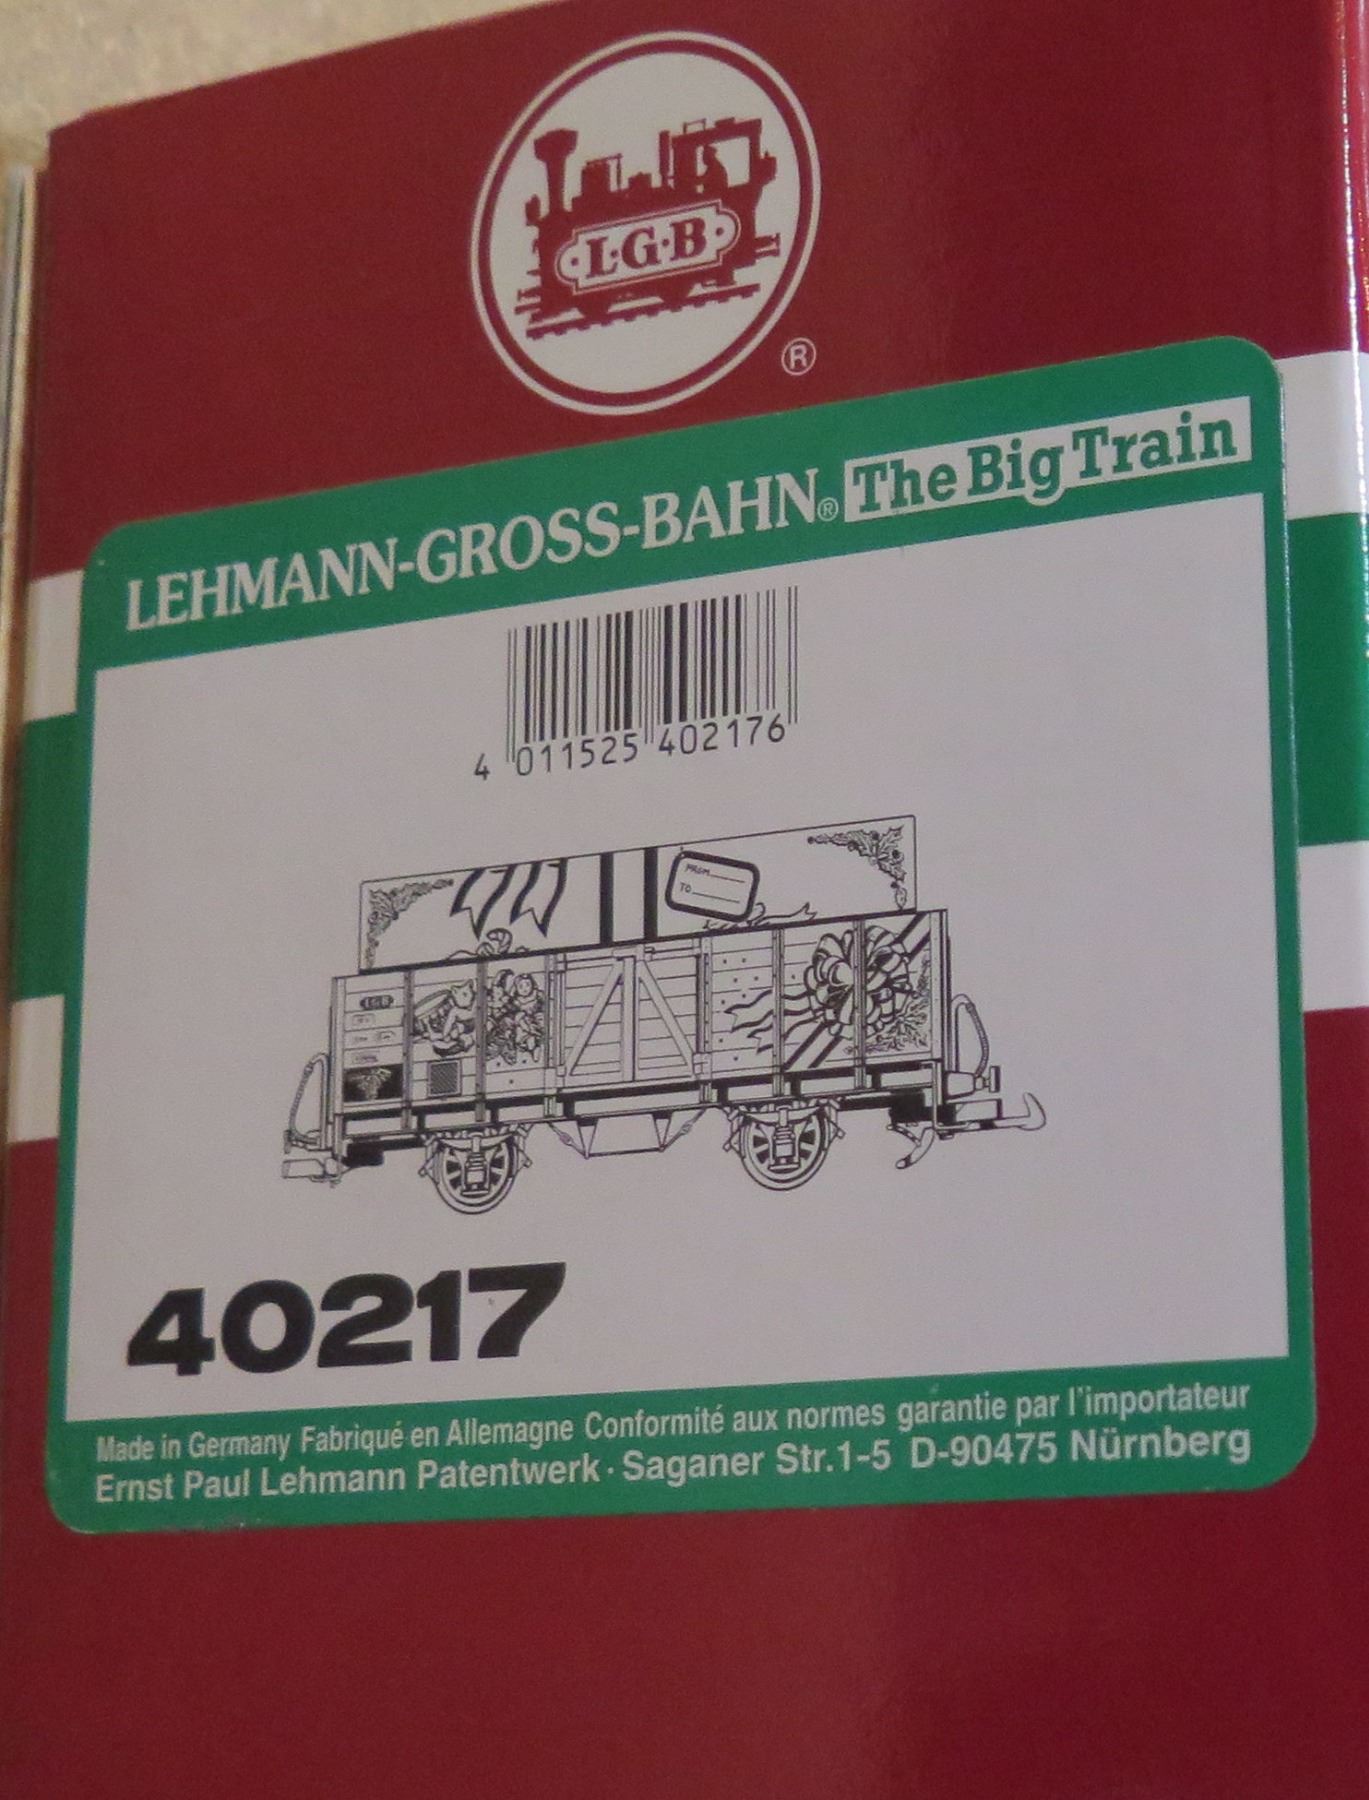 L·G·B
®
LEHMANN-GROSS-BAHN® The Big Train
4 011525 402176
FROM
TO
LGB
40217
Made in Germany Fabriqué en Allemagne Conformité aux normes garantie par l'importateur
Ernst Paul Lehmann Patentwerk · Saganer Str.1-5 D-90475 Nürnberg